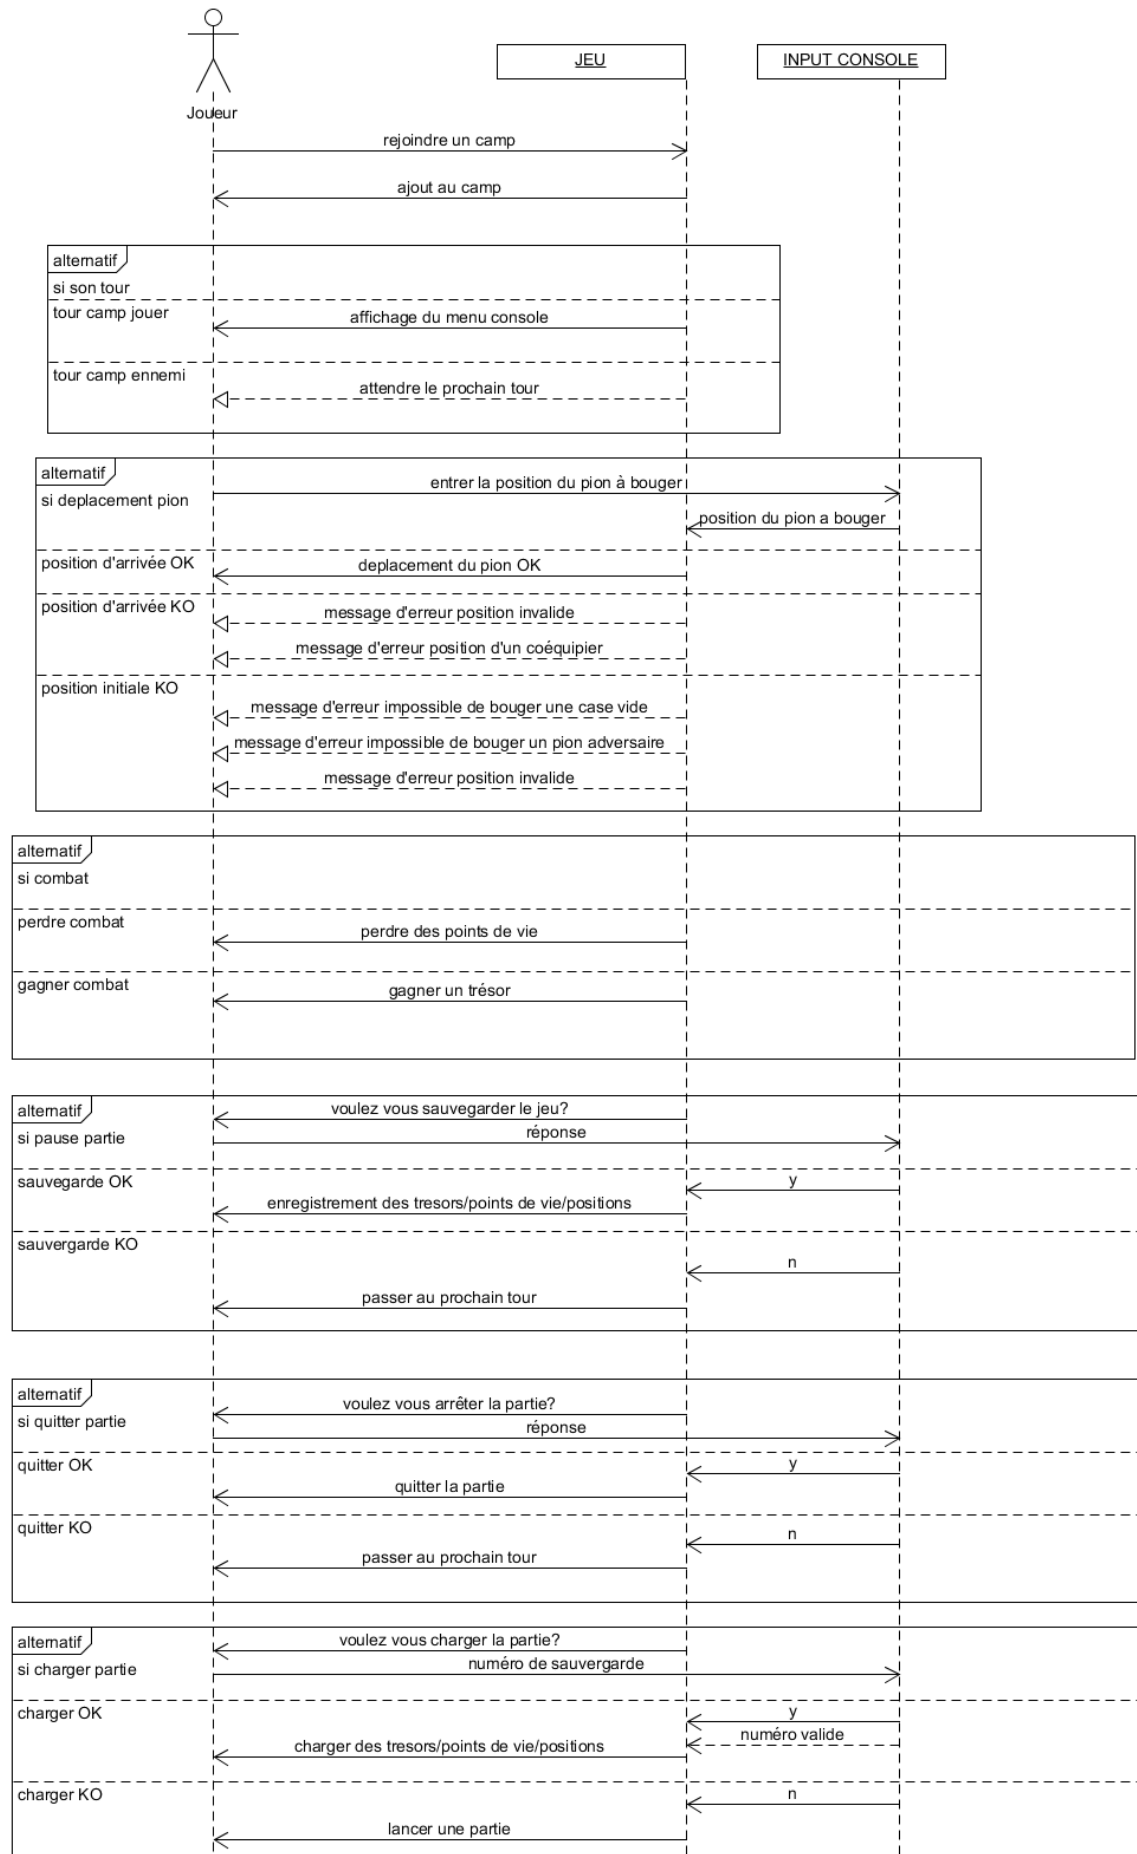 JEU
INPUT CONSOLE
Joueur
rejoindre un camp
ajout au camp
alternatif
si son tour
tour camp jouer
affichage du menu console
tour camp ennemi
attendre le prochain tour
alternatif
entrer la position du pion à bouger
si deplacement pion
position du pion a bouger
position d'arrivée OK
deplacement du pion OK
position d'arrivée KO
message d'erreur position invalide
message d'erreur position d'un coéquipier
position initiale KO
message d'erreur impossible de bouger une case vide
message d'erreur impossible de bouger un pion adversaire
message d'erreur position invalide
alternatif
si combat
perdre combat
perdre des points de vie
gagner combat
gagner un trésor
alternatif
voulez vous sauvegarder le jeu?
si pause partie
réponse
sauvegarde OK
y
enregistrement des tresors/points de vie/positions
sauvergarde KO
n
passer au prochain tour
alternatif
voulez vous arrêter la partie?
si quitter partie
réponse
quitter OK
y
quitter la partie
quitter KO
n
passer au prochain tour
alternatif
voulez vous charger la partie?
si charger partie
numéro de sauvergarde
charger OK
y
numéro valide
charger des tresors/points de vie/positions
charger KO
n
lancer une partie